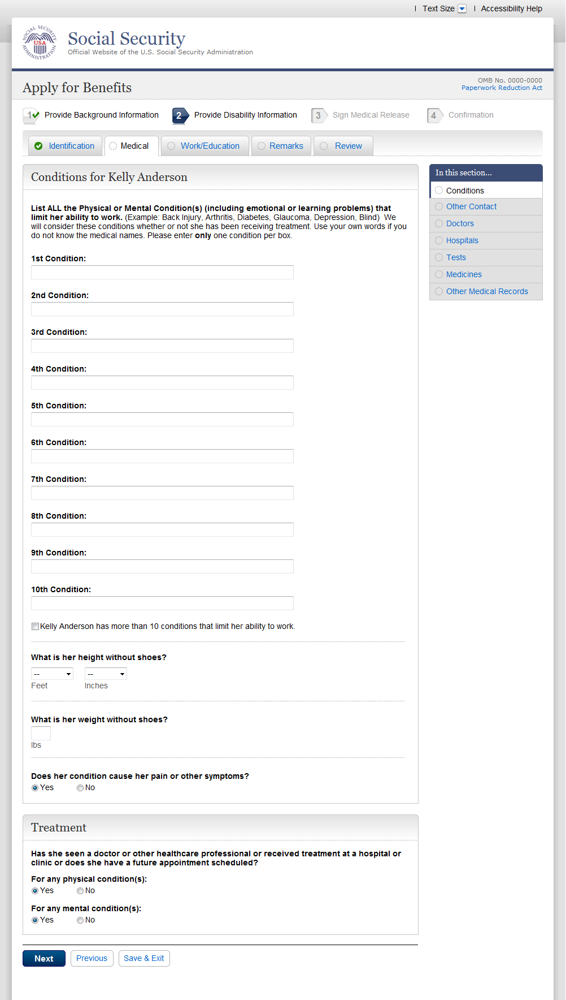 Text Size
Accessibility Help
SOCIAL SECURITY ADMINISTRATION
USA
Social Security
Official Website of the U.S. Social Security Administration
Apply for Benefits
OMB No. 0000-0000
Paperwork Reduction Act
1 Provide Background Information 2 Provide Disability Information 3 Sign Medical Release 4 Confirmation
Identification Medical Work/Education Remarks Review
Conditions for Kelly Anderson
List ALL the Physical or Mental Condition(s) (including emotional or learning problems) that
limit her ability to work. (Example: Back Injury, Arthritis, Diabetes, Glaucoma, Depression, Blind) We
will consider these conditions whether or not she has been receiving treatment. Use your own words if you
do not know the medical names. Please enter only one condition per box.
1st Condition:
2nd Condition:
3rd Condition:
4th Condition:
5th Condition:
6th Condition:
7th Condition:
8th Condition:
9th Condition:
10th Condition:
Kelly Anderson has more than 10 conditions that limit her ability to work.
What is her height without shoes?
-- --
Feet Inches
What is her weight without shoes?
lbs
Does her condition cause her pain or other symptoms?
Yes No
Treatment
Has she seen a doctor or other healthcare professional or received treatment at a hospital or
clinic or does she have a future appointment scheduled?
For any physical condition(s):
Yes No
For any mental condition(s):
Yes No
Next Previous Save & Exit
In this section...
Conditions
Other Contact
Doctors
Hospitals
Tests
Medicines
Other Medical Records